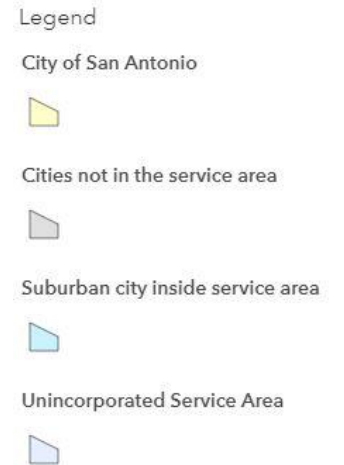 Legend
City of San Antonio
Cities not in the service area
Suburban city inside service area
Unincorporated Service Area